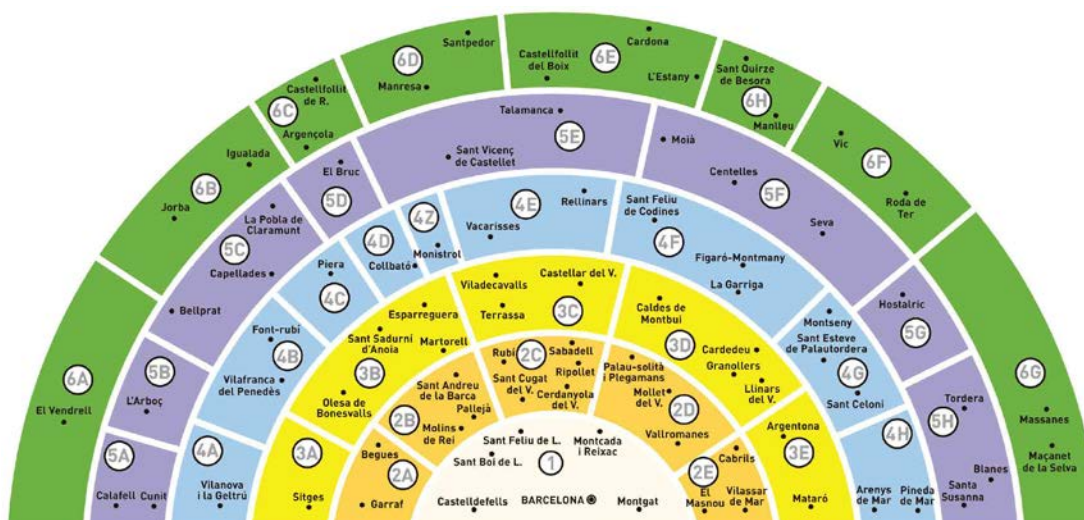 6A
El Vendrell
6B
Jorba
Igualada
6C
Castellfollit
de R.
Argençola
6D
Santpedor
Manresa
6E
Castellfollit
del Boix
Cardona
L'Estany
6H
Sant Quirze
de Besora
Manlleu
6F
Vic
Roda de
Ter
6G
Massanes
Maçanet
de la Selva
5A
Calafell
Cunit
5B
L'Arboç
5C
Bellprat
Capellades
La Pobla de
Claramunt
5D
El Bruc
5E
Talamanca
Sant Vicenç
de Castellet
5F
Moià
Centelles
Seva
5G
Hostalric
5H
Tordera
Blanes
Santa
Susanna
4A
Vilanova
i la Geltrú
4B
Font-rubí
Vilafranca
del Penedès
4C
Piera
4D
Collbató
4Z
Monistrol
4E
Vacarisses
Rellinars
4F
Sant Feliu
de Codines
Figaró-Montmany
La Garriga
4G
Montseny
Sant Esteve
de Palautordera
Sant Celoni
4H
Arenys
de Mar
Pineda
de Mar
3A
Sitges
3B
Esparreguera
Sant Sadurní
d'Anoia
Martorell
Olesa de
Bonesvalls
3C
Viladecavalls
Castellar del V.
Terrassa
3D
Caldes de
Montbui
Cardedeu
Granollers
Llinars
del V.
3E
Argentona
Mataró
2A
Begues
Garraf
2B
Sant Andreu
de la Barca
Pallejà
Molins
de Rei
2C
Rubí
Sabadell
Ripollet
Sant Cugat
del V.
Cerdanyola
del V.
2D
Palau-solità
i Plegamans
Mollet
del V.
Vallromanes
2E
Cabrils
El
Masnou
Vilassar
de Mar
1
Sant Feliu de L.
Montcada
i Reixac
Sant Boi de L.
Castelldefells
BARCELONA
Montgat